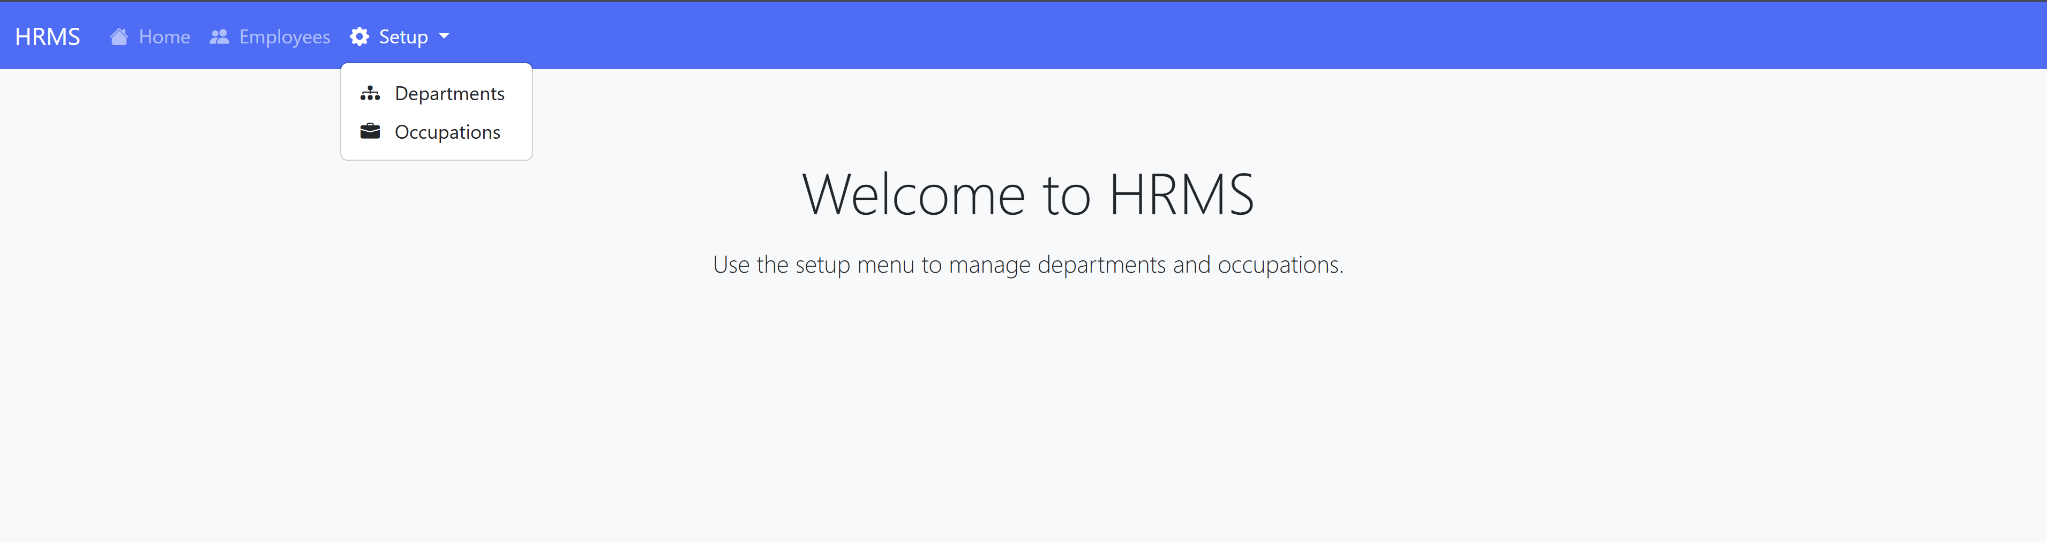 HRMS Home Employees Setup
Departments
Occupations
Welcome to HRMS
Use the setup menu to manage departments and occupations.